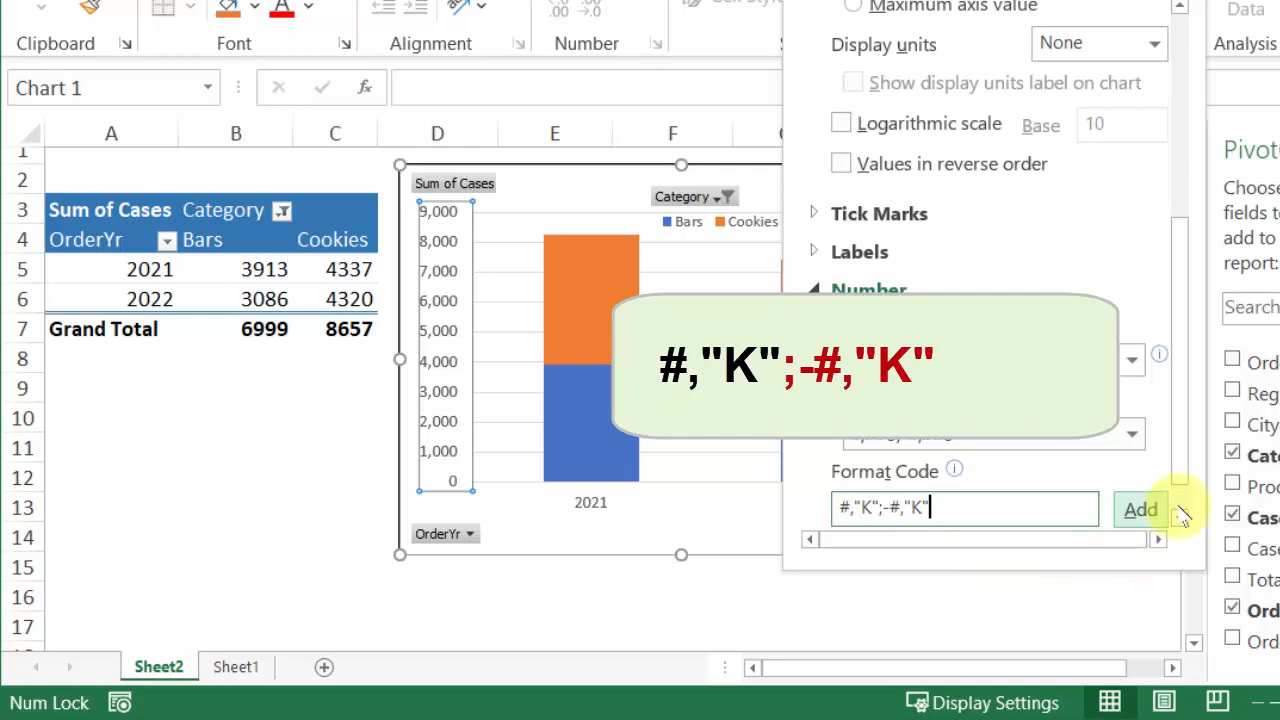 Clipboard
Font
Alignment
Number
Data
Analysis
Chart 1
fx
A B C D E F
1
2
3
4
5
6
7
8
9
10
11
12
13
14
15
16
17
Sum of Cases Category
OrderYr Bars Cookies
2021 3913 4337
2022 3086 4320
Grand Total 6999 8657
Sum of Cases
Category
Bars Cookies
9,000
8,000
7,000
6,000
5,000
4,000
3,000
2,000
1,000
0
2021
OrderYr
Maximum axis value
Display units None
Show display units label on chart
Logarithmic scale Base 10
Values in reverse order
Tick Marks
Labels
Number
#,"K";-#,"K"
Format Code
#,"K";-#,"K"
Add
Pivot
Choose
fields to
add to
report:
Search
Ord
Reg
City
Cate
Prod
Case
Case
Tota
Ord
Ord
Sheet2 Sheet1
Num Lock
Display Settings